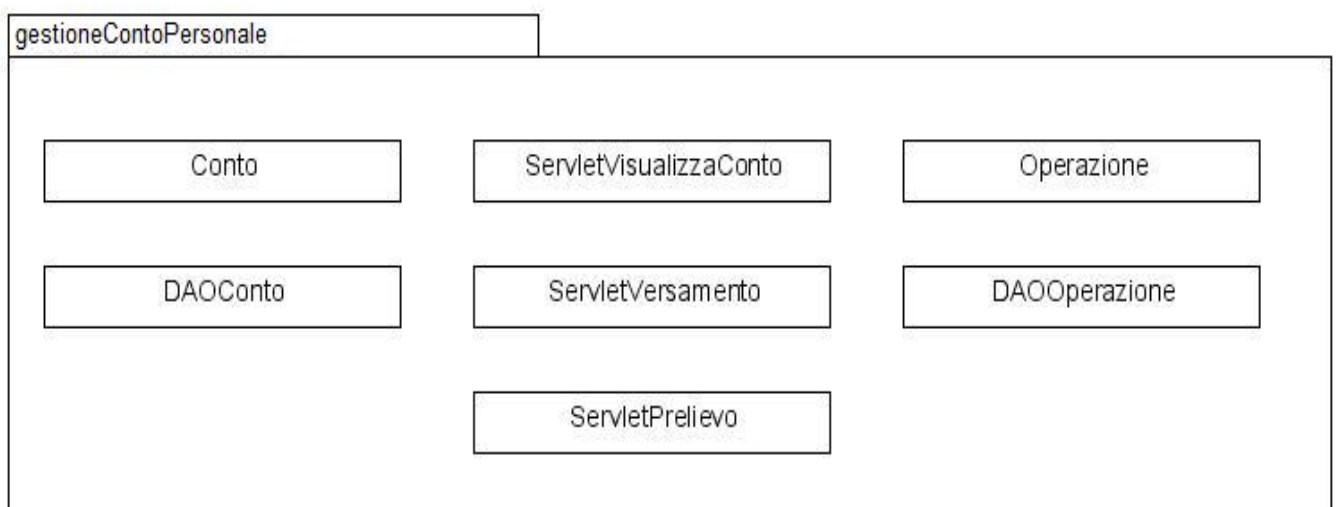 gestioneContoPersonale
Conto
ServletVisualizzaConto
Operazione
DAOConto
ServletVersamento
DAOOperazione
ServletPrelievo